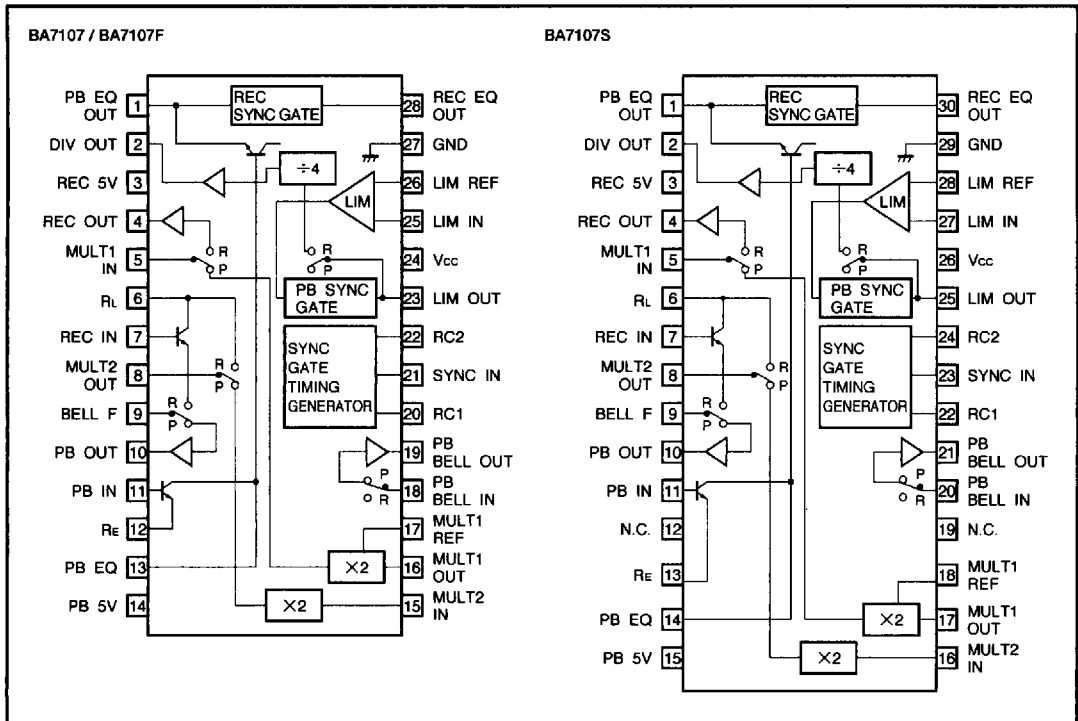 BA7107 / BA7107F
PB EQ
OUT
1
DIV OUT 2
REC 5V 3
REC OUT 4
MULT1
IN
5
RL 6
REC IN 7
MULT2
OUT
8
BELL F 9
PB OUT 10
PB IN 11
RE 12
PB EQ 13
PB 5V 14
REC
SYNC GATE
÷4
LIM
R
P
R
P
PB SYNC
GATE
SYNC
GATE
TIMING
GENERATOR
R
P
R
P
P
R
×2
×2
28 REC EQ
OUT
27 GND
26 LIM REF
25 LIM IN
24 Vcc
23 LIM OUT
22 RC2
21 SYNC IN
20 RC1
19 PB
BELL OUT
18 PB
BELL IN
17 MULT1
REF
16 MULT1
OUT
15 MULT2
IN
BA7107S
PB EQ
OUT
1
DIV OUT 2
REC 5V 3
REC OUT 4
MULT1
IN
5
RL 6
REC IN 7
MULT2
OUT
8
BELL F 9
PB OUT 10
PB IN 11
N.C. 12
RE 13
PB EQ 14
PB 5V 15
REC
SYNC GATE
÷4
LIM
R
P
R
P
PB SYNC
GATE
SYNC
GATE
TIMING
GENERATOR
R
P
R
P
P
R
×2
×2
30 REC EQ
OUT
29 GND
28 LIM REF
27 LIM IN
26 Vcc
25 LIM OUT
24 RC2
23 SYNC IN
22 RC1
21 PB
BELL OUT
20 PB
BELL IN
19 N.C.
18 MULT1
REF
17 MULT1
OUT
16 MULT2
IN